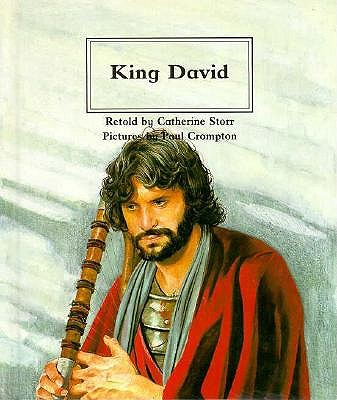 King David
Retold by Catherine Storr
Pictures by Paul Crompton